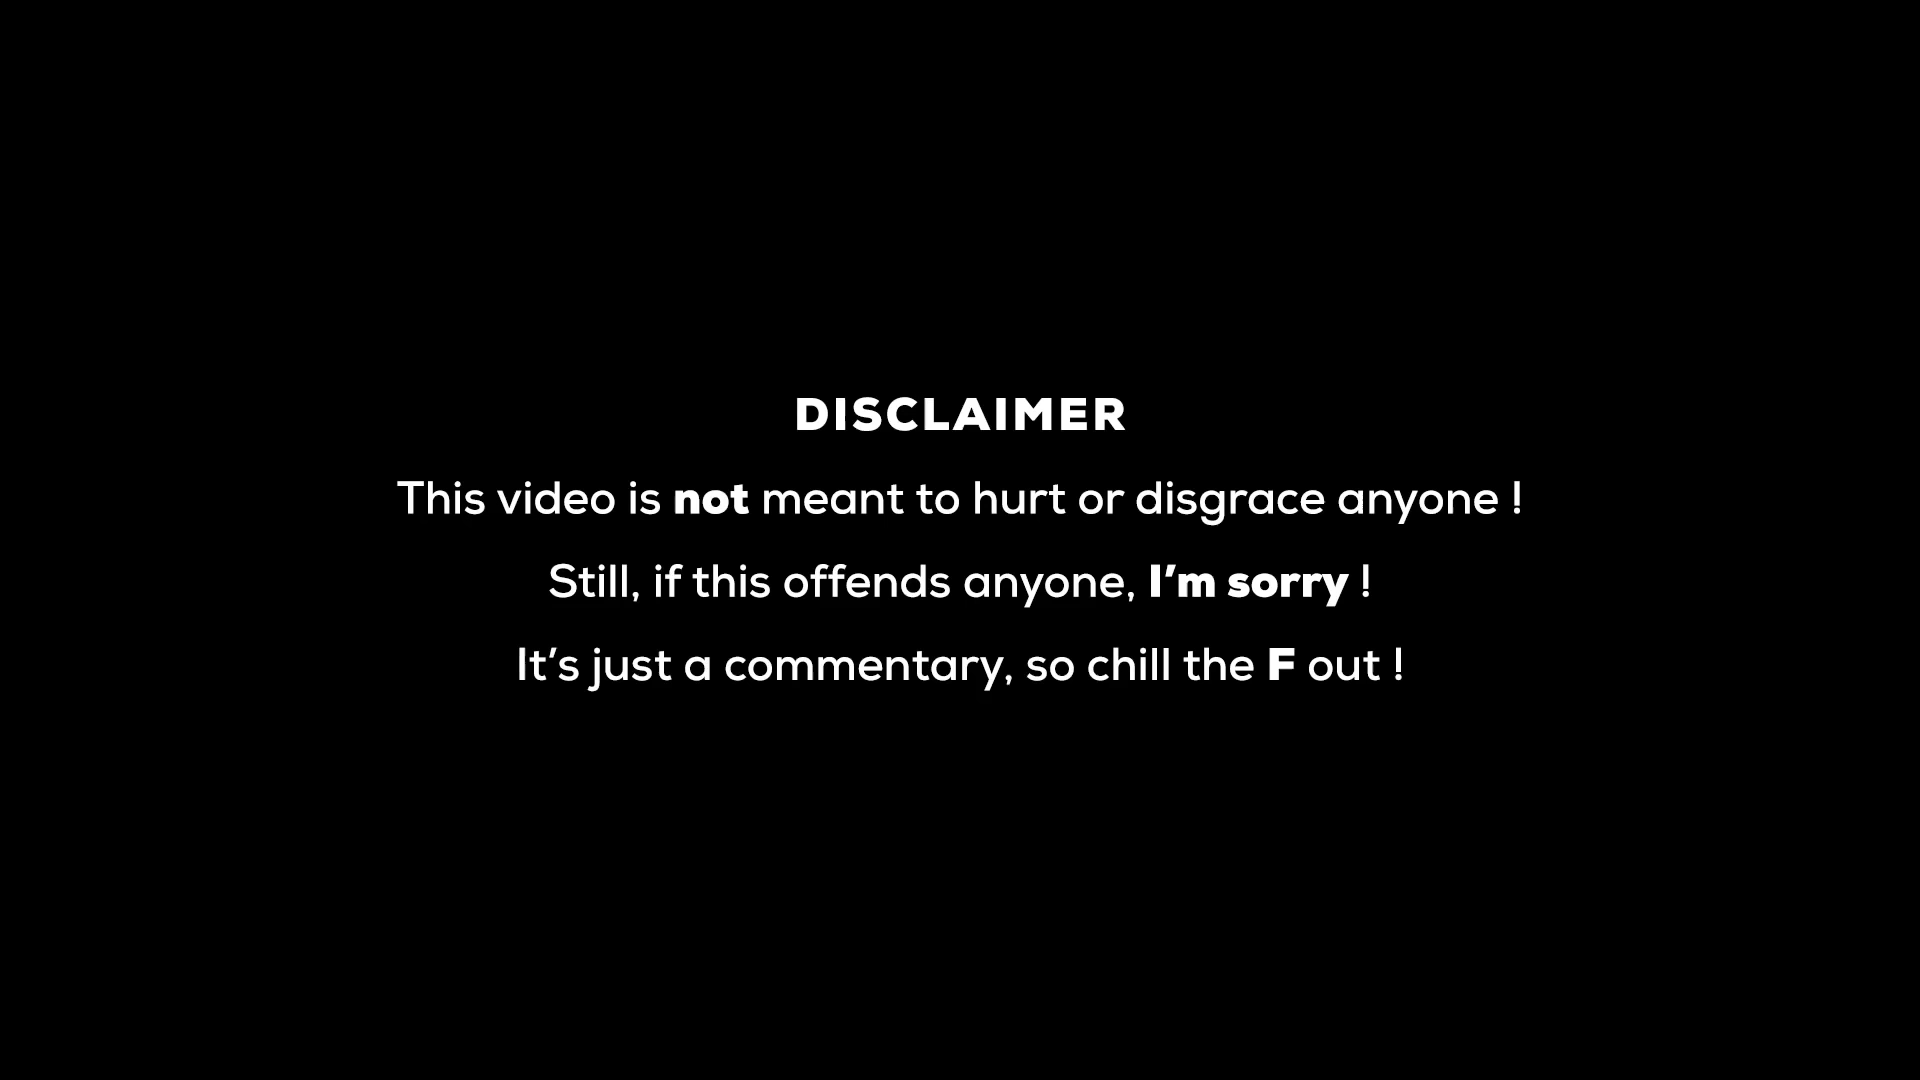 DISCLAIMER
This video is not meant to hurt or disgrace anyone !
Still, if this offends anyone, I’m sorry !
It’s just a commentary, so chill the F out !